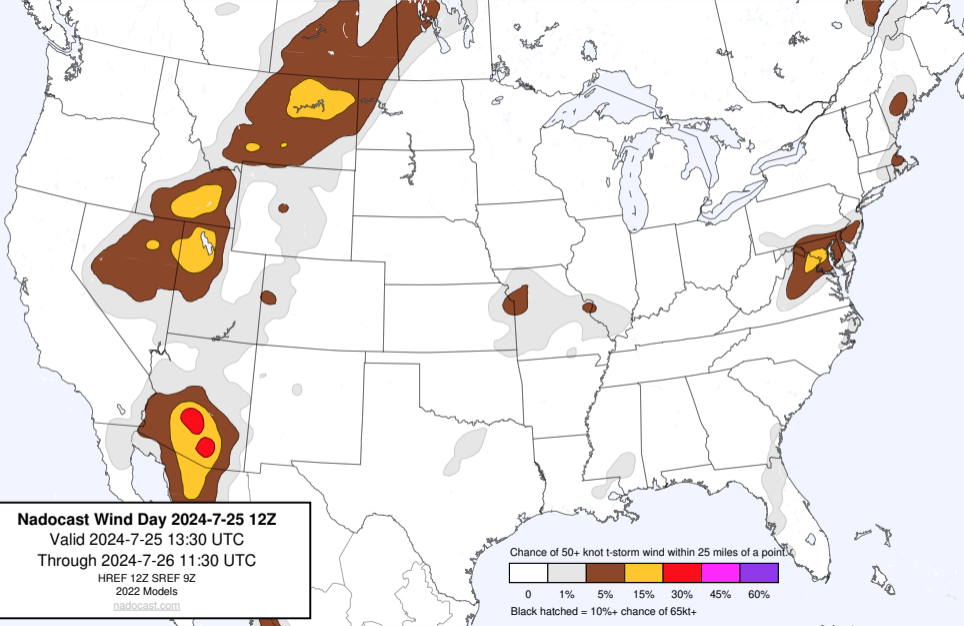 Nadocast Wind Day 2024-7-25 12Z
Valid 2024-7-25 13:30 UTC
Through 2024-7-26 11:30 UTC
HREF 12Z SREF 9Z
2022 Models
nadocast.com
Chance of 50+ knot t-storm wind within 25 miles of a point.
0 1% 5% 15% 30% 45% 60%
Black hatched = 10%+ chance of 65kt+